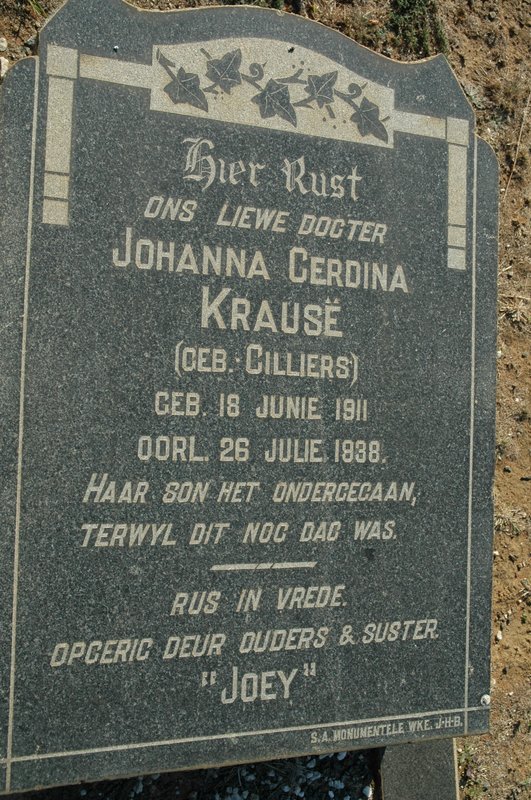 Hier Rust
ONS LIEWE DOGTER
JOHANNA GERDINA
KRAUSË
(GEB. CILLIERS)
GEB. 18 JUNIE 1911
OORL. 26 JULIE 1938.
HAAR SON HET ONDERGEGAAN,
TERWYL DIT NOG DAG WAS.
RUS IN VREDE.
OPGERIG DEUR OUDERS & SUSTER.
"JOEY"
S.A. MONUMENTELE WKE. J-H-B.